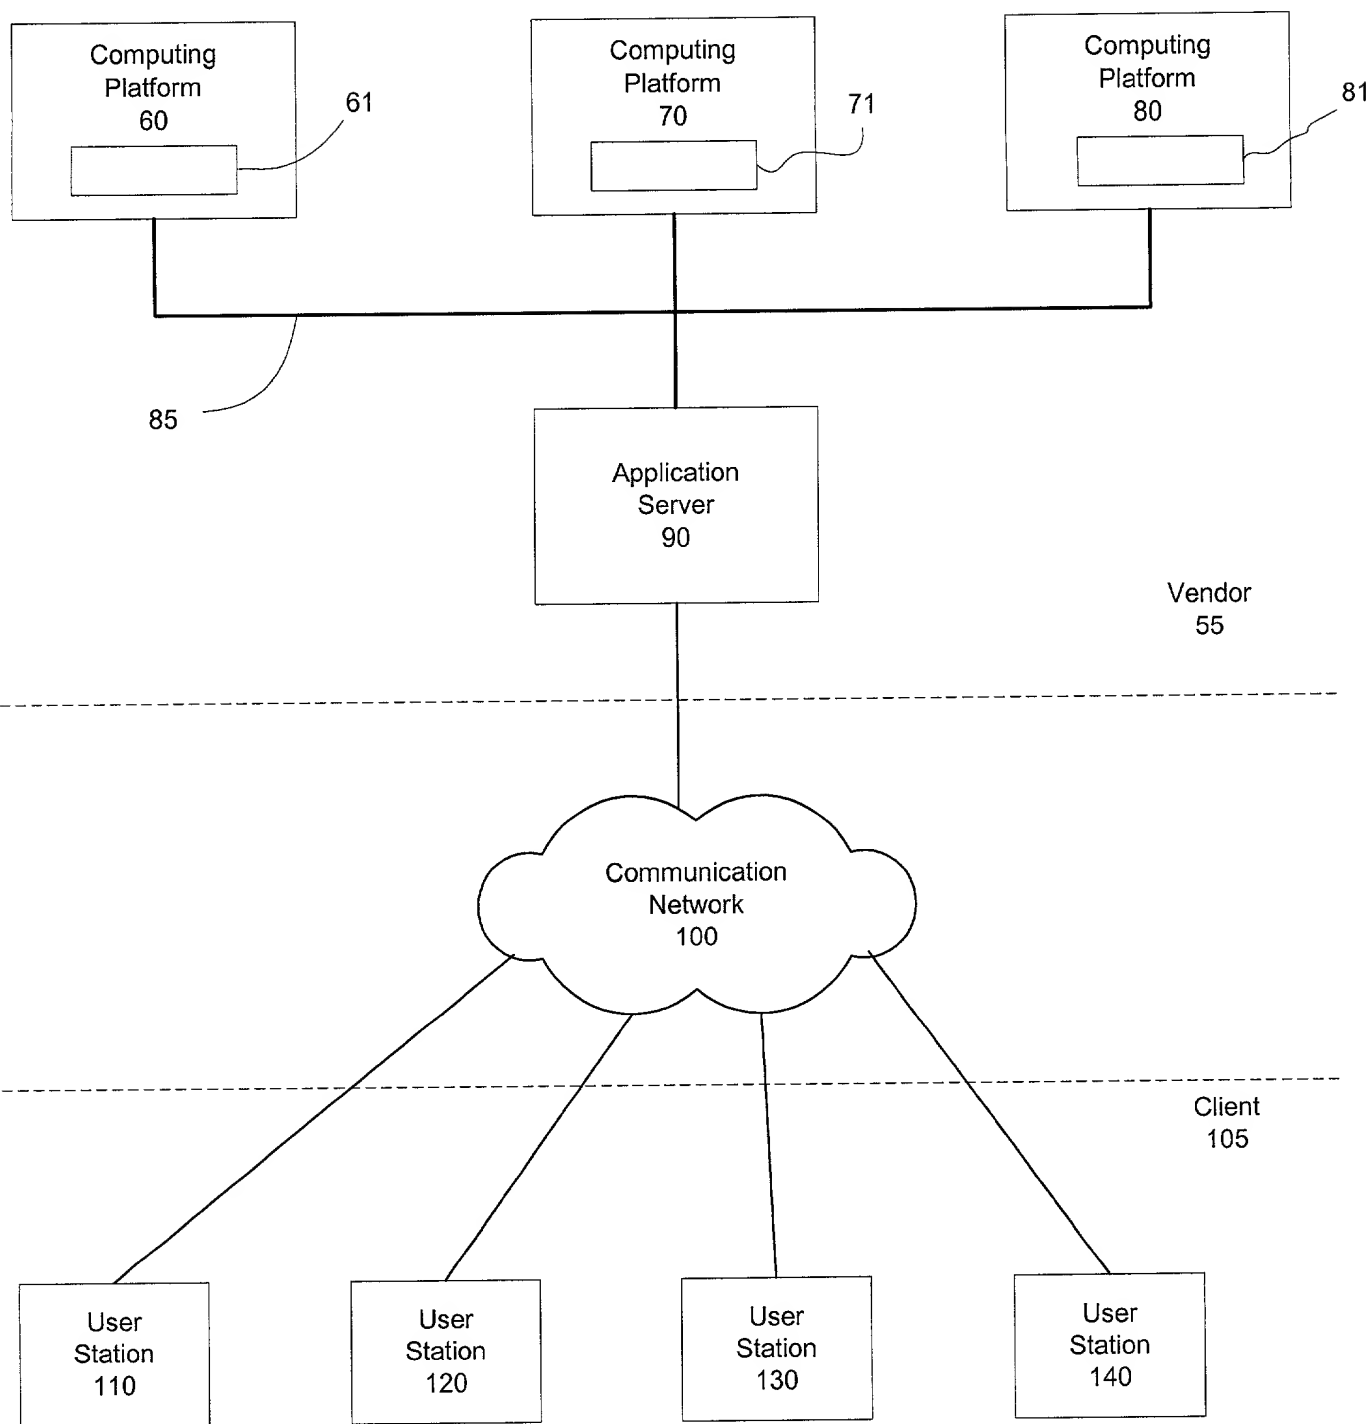 Computing
Platform
60
61
Computing
Platform
70
71
Computing
Platform
80
81
85
Application
Server
90
Vendor
55
Communication
Network
100
Client
105
User
Station
110
User
Station
120
User
Station
130
User
Station
140